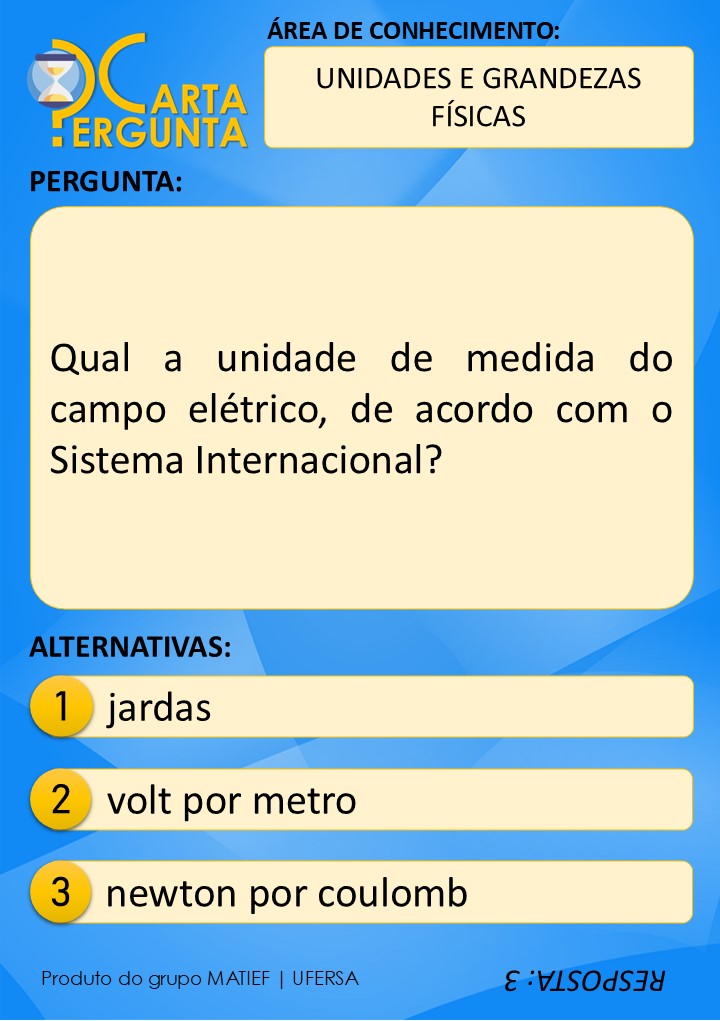 ÁREA DE CONHECIMENTO:
CARTA
PERGUNTA
UNIDADES E GRANDEZAS
FÍSICAS
PERGUNTA:
Qual a unidade de medida do
campo elétrico, de acordo com o
Sistema Internacional?
ALTERNATIVAS:
1 jardas
2 volt por metro
3 newton por coulomb
Produto do grupo MATIEF | UFERSA
RESPOSTA: 3